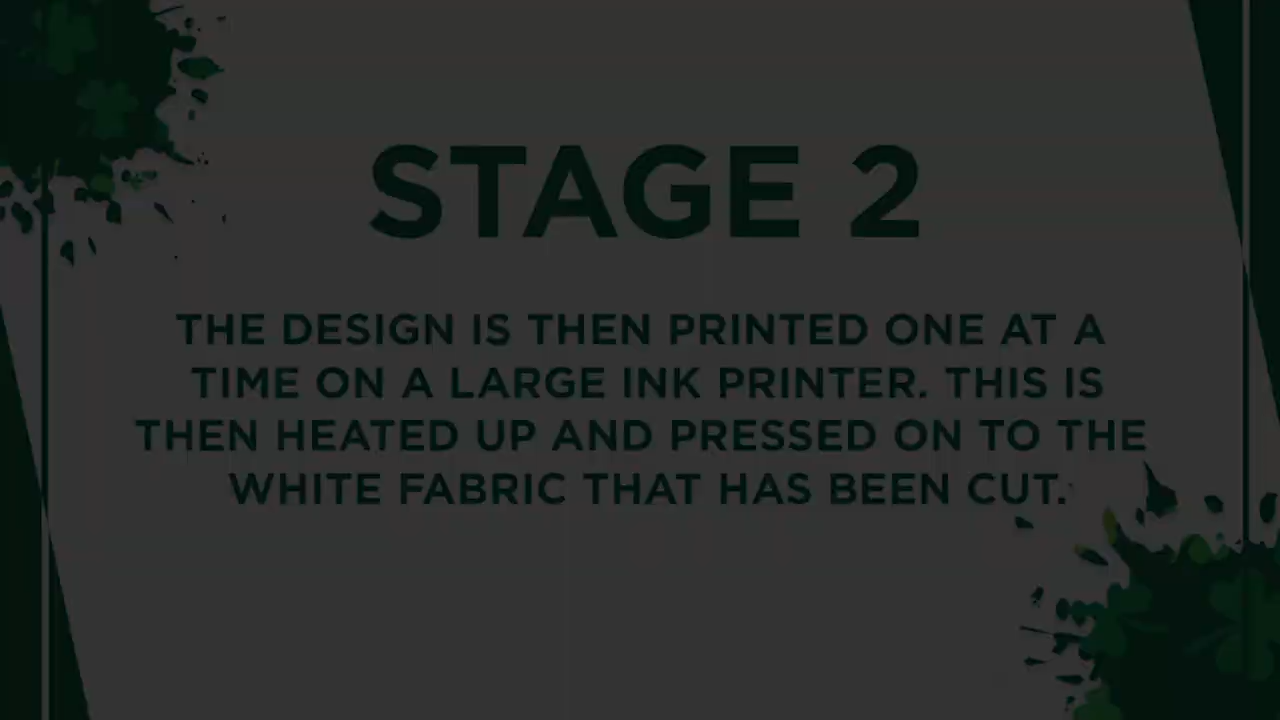 STAGE 2
THE DESIGN IS THEN PRINTED ONE AT A
TIME ON A LARGE INK PRINTER. THIS IS
THEN HEATED UP AND PRESSED ON TO THE
WHITE FABRIC THAT HAS BEEN CUT.